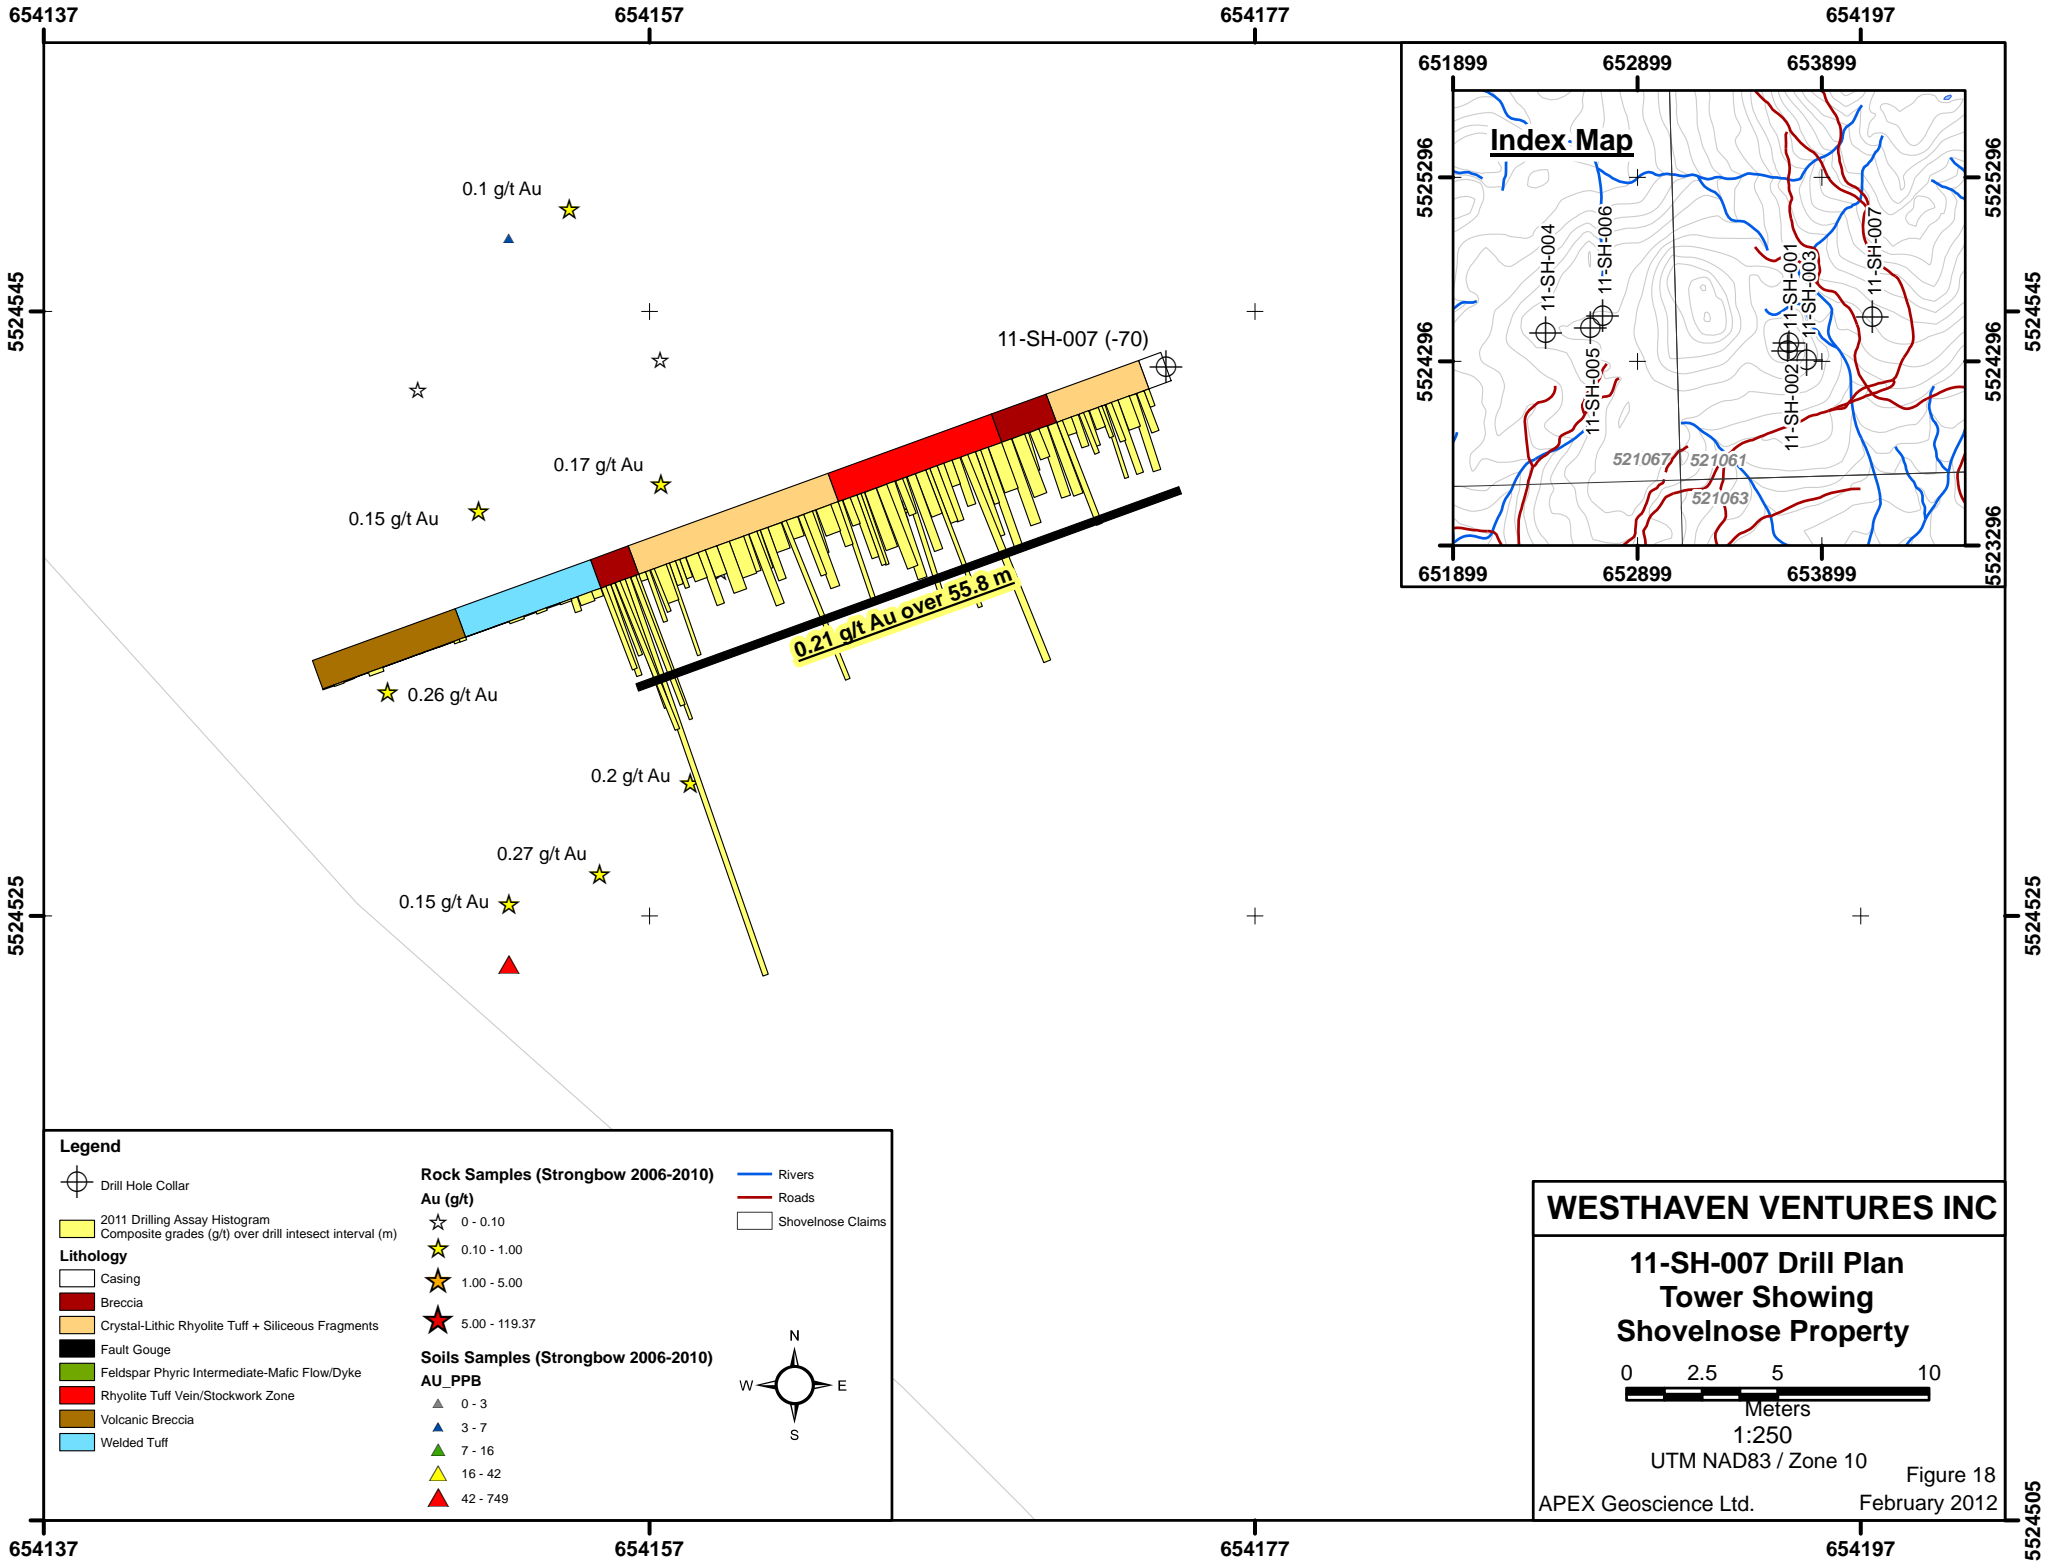 654137
654157
654177
654197
5524545
5524525
5524545
5524525
5524505
654137
654157
654177
654197
0.1 g/t Au
0.17 g/t Au
0.15 g/t Au
0.26 g/t Au
0.2 g/t Au
0.27 g/t Au
0.15 g/t Au
11-SH-007 (-70)
0.21 g/t Au over 55.8 m
651899
652899
653899
Index Map
5525296
5524296
5525296
5524296
5523296
11-SH-004
11-SH-006
11-SH-005
11-SH-001
11-SH-003
11-SH-002
11-SH-007
521067
521061
521063
651899
652899
653899
Legend
Drill Hole Collar
2011 Drilling Assay Histogram
Composite grades (g/t) over drill intesect interval (m)
Lithology
Casing
Breccia
Crystal-Lithic Rhyolite Tuff + Siliceous Fragments
Fault Gouge
Feldspar Phyric Intermediate-Mafic Flow/Dyke
Rhyolite Tuff Vein/Stockwork Zone
Volcanic Breccia
Welded Tuff
Rock Samples (Strongbow 2006-2010)
Au (g/t)
0 - 0.10
0.10 - 1.00
1.00 - 5.00
5.00 - 119.37
Soils Samples (Strongbow 2006-2010)
AU_PPB
0 - 3
3 - 7
7 - 16
16 - 42
42 - 749
Rivers
Roads
Shovelnose Claims
N
W E
S
WESTHAVEN VENTURES INC
11-SH-007 Drill Plan
Tower Showing
Shovelnose Property
0 2.5 5 10
Meters
1:250
UTM NAD83 / Zone 10
Figure 18
APEX Geoscience Ltd. February 2012